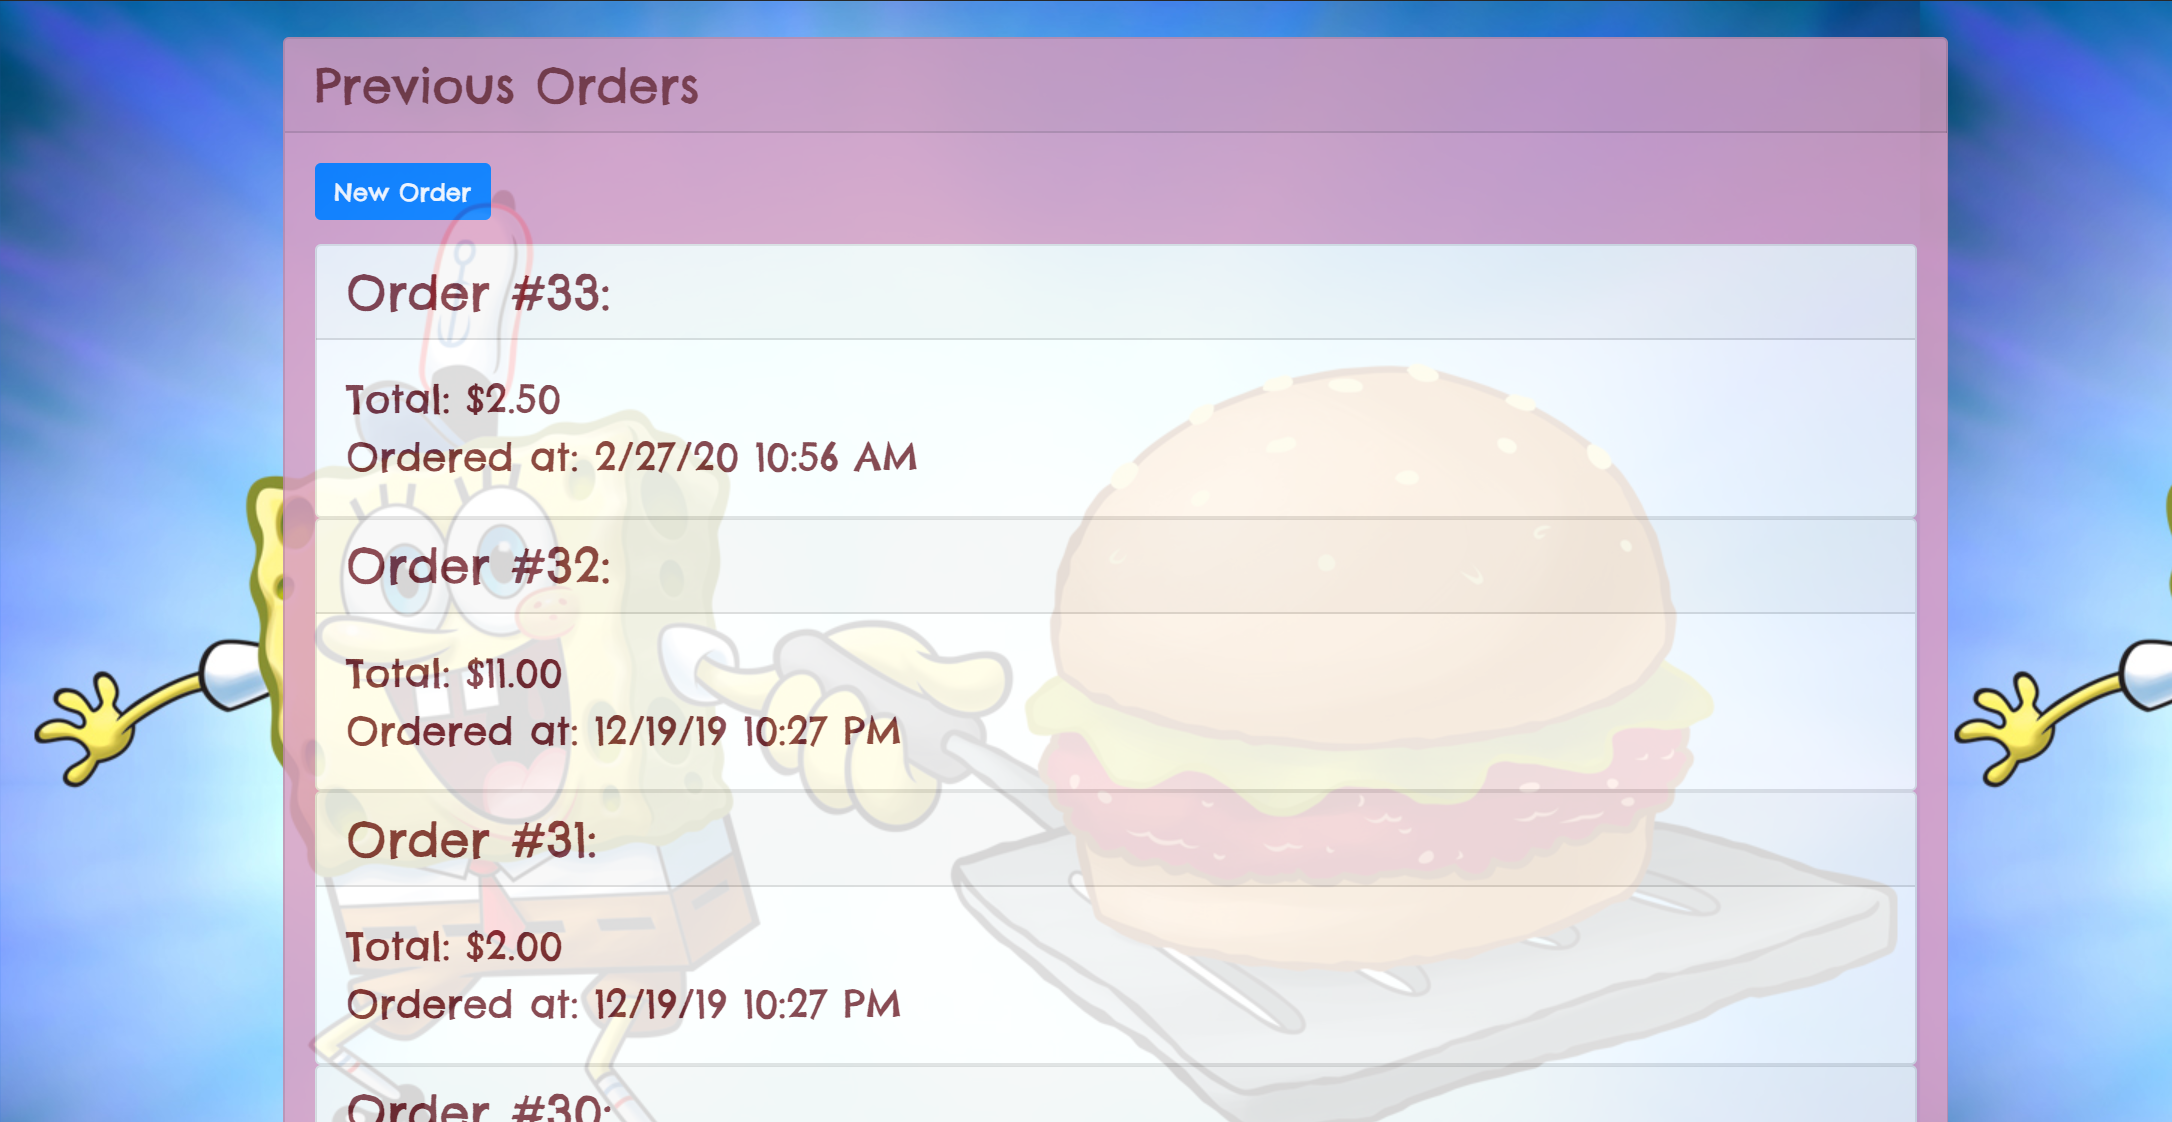 Previous Orders
New Order
Order #33:
Total: $2.50
Ordered at: 2/27/20 10:56 AM
Order #32:
Total: $11.00
Ordered at: 12/19/19 10:27 PM
Order #31:
Total: $2.00
Ordered at: 12/19/19 10:27 PM
Order #30: